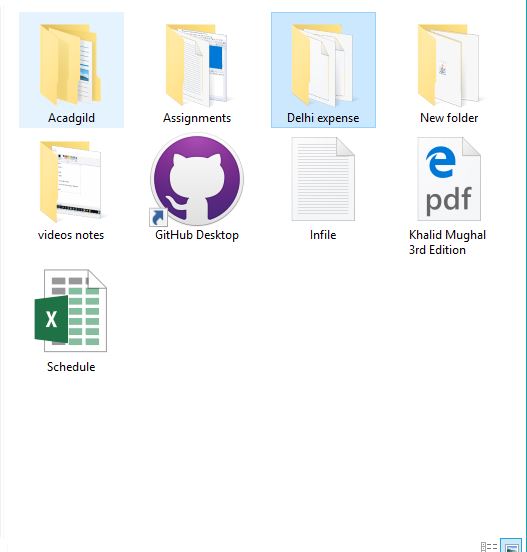 Acadgild
Assignments
Delhi expense
New folder
videos notes
GitHub Desktop
Infile
pdf
Khalid Mughal
3rd Edition
X
Schedule